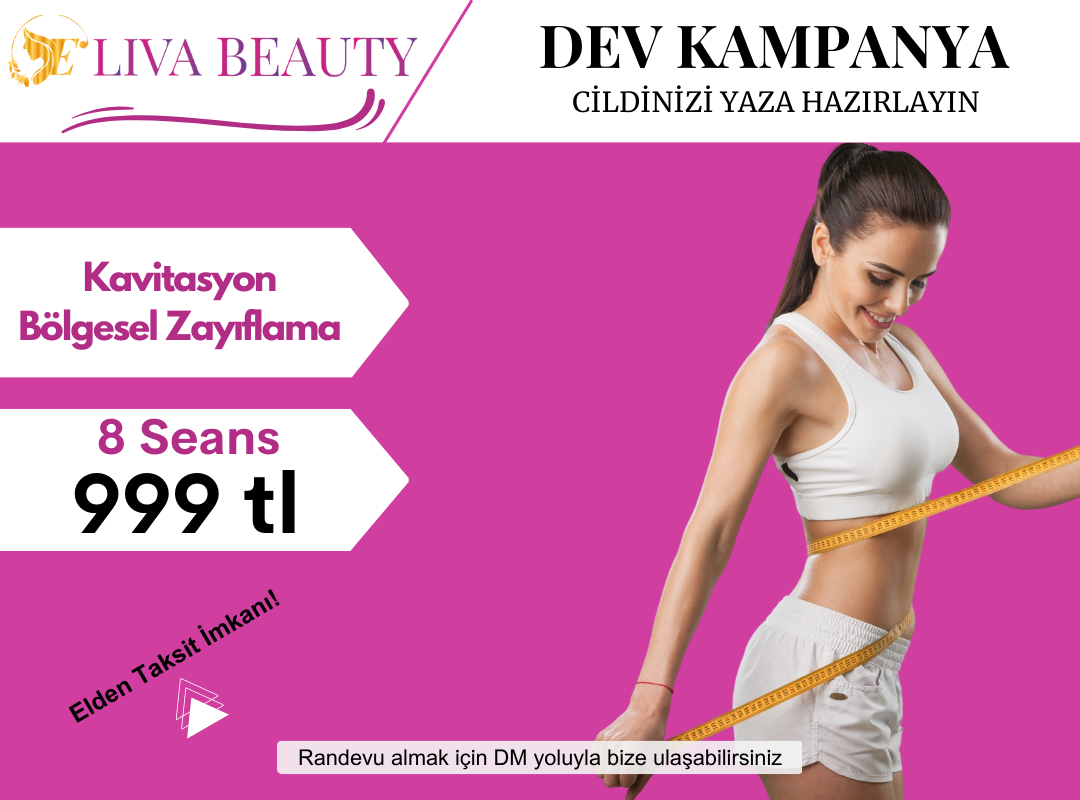 E LIVA BEAUTY
DEV KAMPANYA
CİLDİNİZİ YAZA HAZIRLAYIN
Kavitasyon
Bölgesel Zayıflama
8 Seans
999 tl
Elden Taksit İmkanı!
Randevu almak için DM yoluyla bize ulaşabilirsiniz